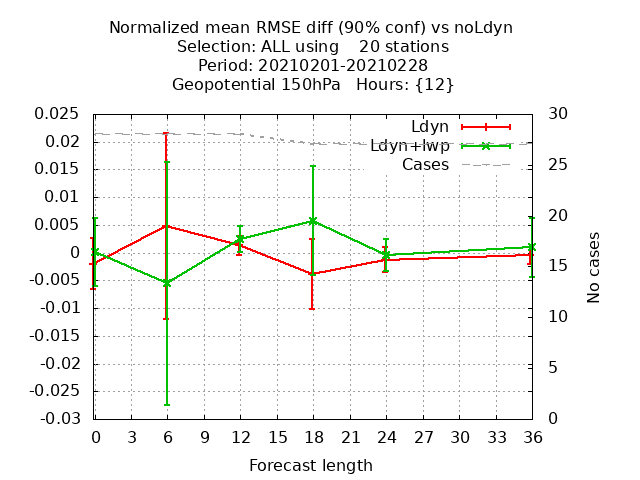 Normalized mean RMSE diff (90% conf) vs noLdyn
Selection: ALL using    20 stations
Period: 20210201-20210228
Geopotential 150hPa   Hours: {12}
0.025
0.02
0.015
0.01
0.005
0
-0.005
-0.01
-0.015
-0.02
-0.025
-0.03
Ldyn
Ldyn+lwp
Cases
30
25
20
15
10
5
0
No cases
0 3 6 9 12 15 18 21 24 27 30 33 36
Forecast length